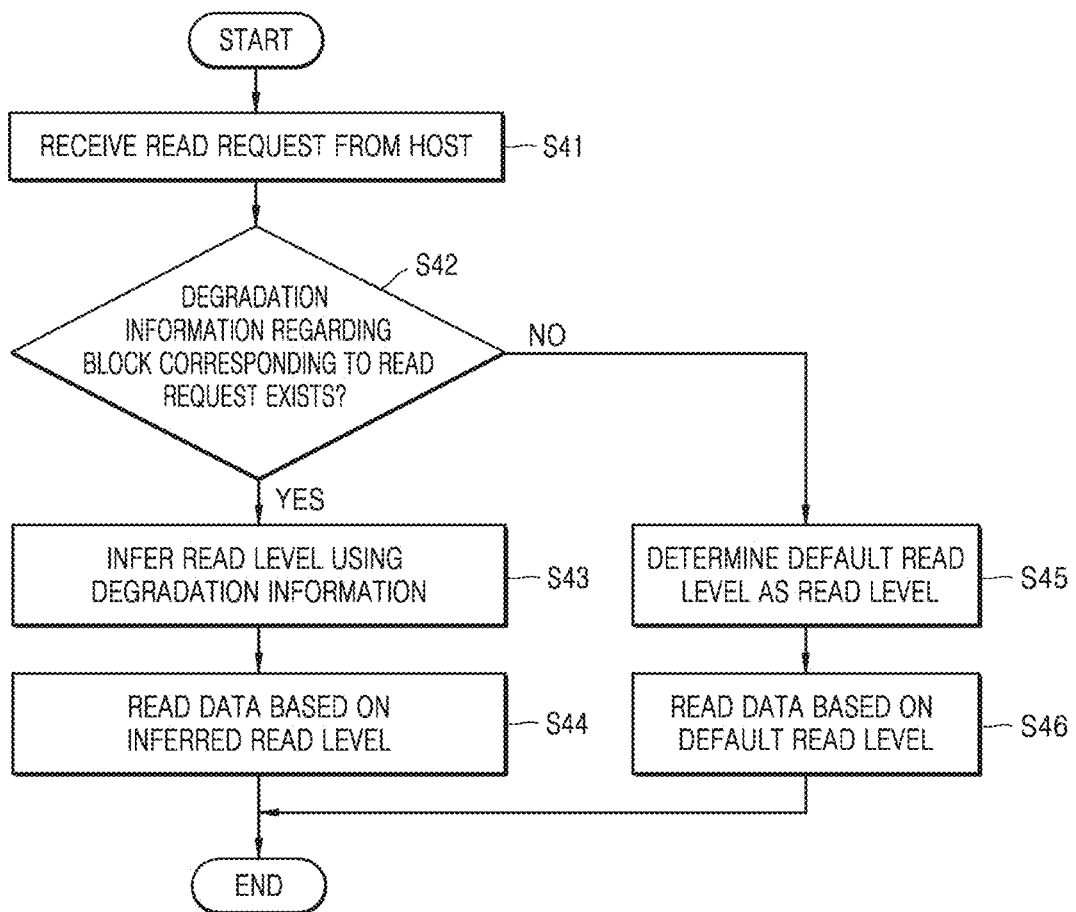 START
RECEIVE READ REQUEST FROM HOST
S41
S42
DEGRADATION
INFORMATION REGARDING
BLOCK CORRESPONDING TO READ
REQUEST EXISTS?
NO
YES
INFER READ LEVEL USING
DEGRADATION INFORMATION
S43
DETERMINE DEFAULT READ
LEVEL AS READ LEVEL
S45
READ DATA BASED ON
INFERRED READ LEVEL
S44
READ DATA BASED ON
DEFAULT READ LEVEL
S46
END